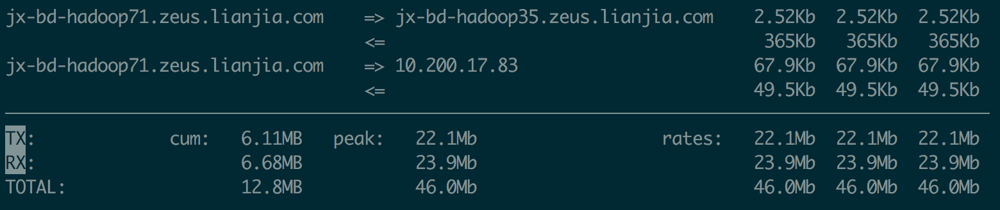 jx-bd-hadoop71.zeus.lianjia.com => jx-bd-hadoop35.zeus.lianjia.com 2.52Kb 2.52Kb 2.52Kb
<= 365Kb 365Kb 365Kb
jx-bd-hadoop71.zeus.lianjia.com => 10.200.17.83 67.9Kb 67.9Kb 67.9Kb
<= 49.5Kb 49.5Kb 49.5Kb
TX: cum: 6.11MB peak: 22.1Mb rates: 22.1Mb 22.1Mb 22.1Mb
RX: 6.68MB 23.9Mb 23.9Mb 23.9Mb 23.9Mb
TOTAL: 12.8MB 46.0Mb 46.0Mb 46.0Mb 46.0Mb